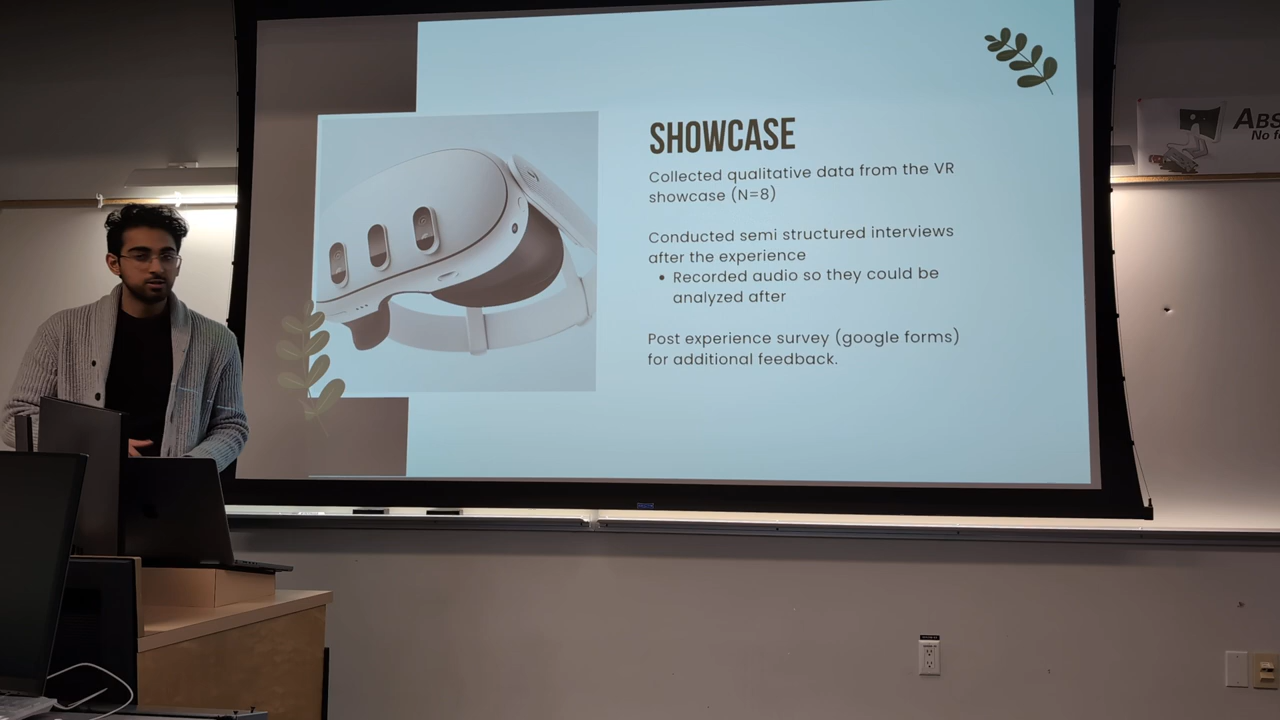 SHOWCASE
Collected qualitative data from the VR
showcase (N=8)
Conducted semi structured interviews
after the experience
• Recorded audio so they could be
analyzed after
Post experience survey (google forms)
for additional feedback.
ABS
No fo